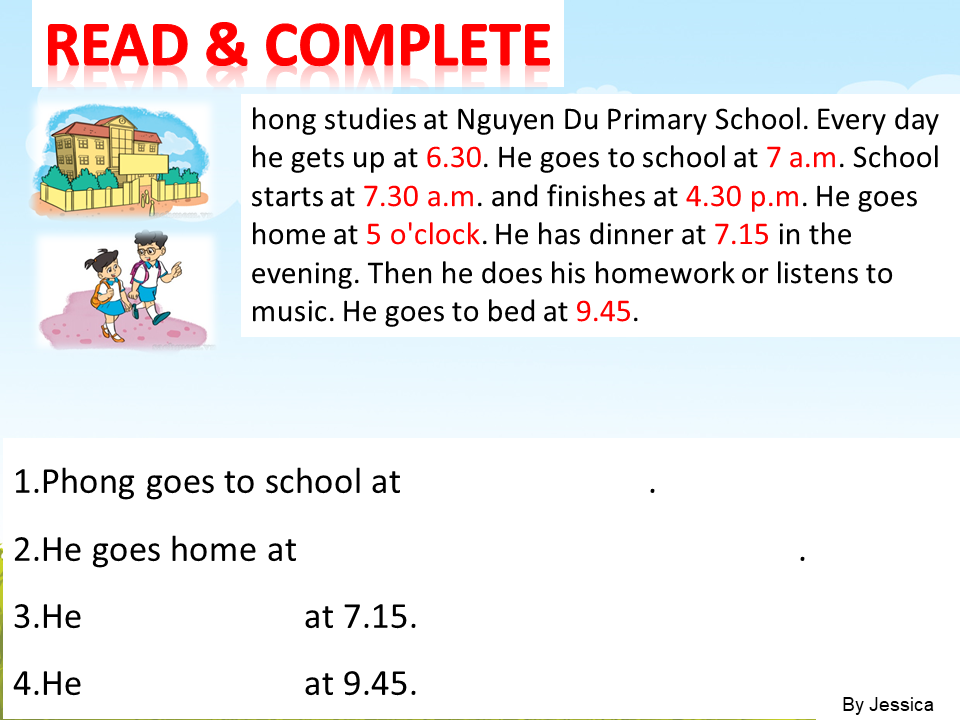 READ & COMPLETE
hong studies at Nguyen Du Primary School. Every day
he gets up at 6.30. He goes to school at 7 a.m. School
starts at 7.30 a.m. and finishes at 4.30 p.m. He goes
home at 5 o'clock. He has dinner at 7.15 in the
evening. Then he does his homework or listens to
music. He goes to bed at 9.45.
1.Phong goes to school at .
2.He goes home at .
3.He at 7.15.
4.He at 9.45.
By Jessica